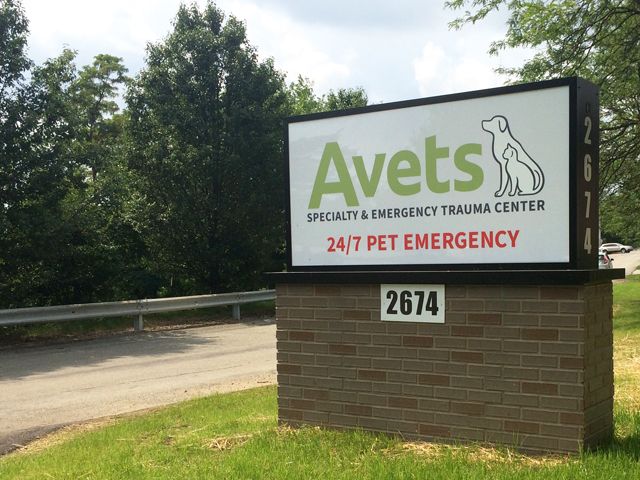 Avets
SPECIALTY & EMERGENCY TRAUMA CENTER
24/7 PET EMERGENCY
2674
2674